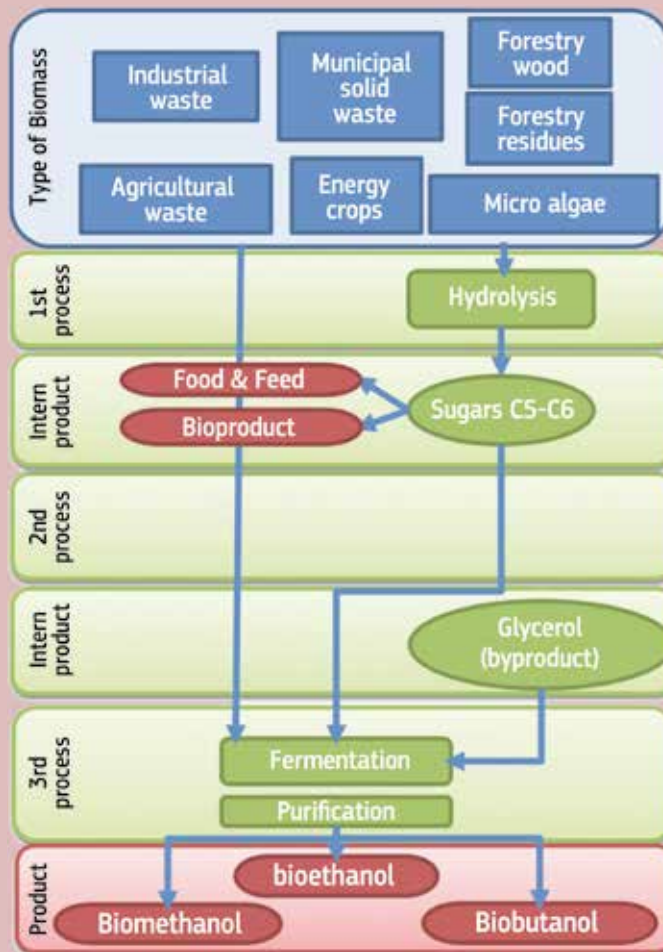 Type of Biomass
Industrial
waste
Municipal
solid
waste
Forestry
wood
Forestry
residues
Agricultural
waste
Energy
crops
Micro algae
1st
process
Hydrolysis
Intern
product
Food & Feed
Bioproduct
Sugars C5-C6
2nd
process
Intern
product
Glycerol
(byproduct)
3rd
process
Fermentation
Purification
Product
bioethanol
Biomethanol
Biobutanol